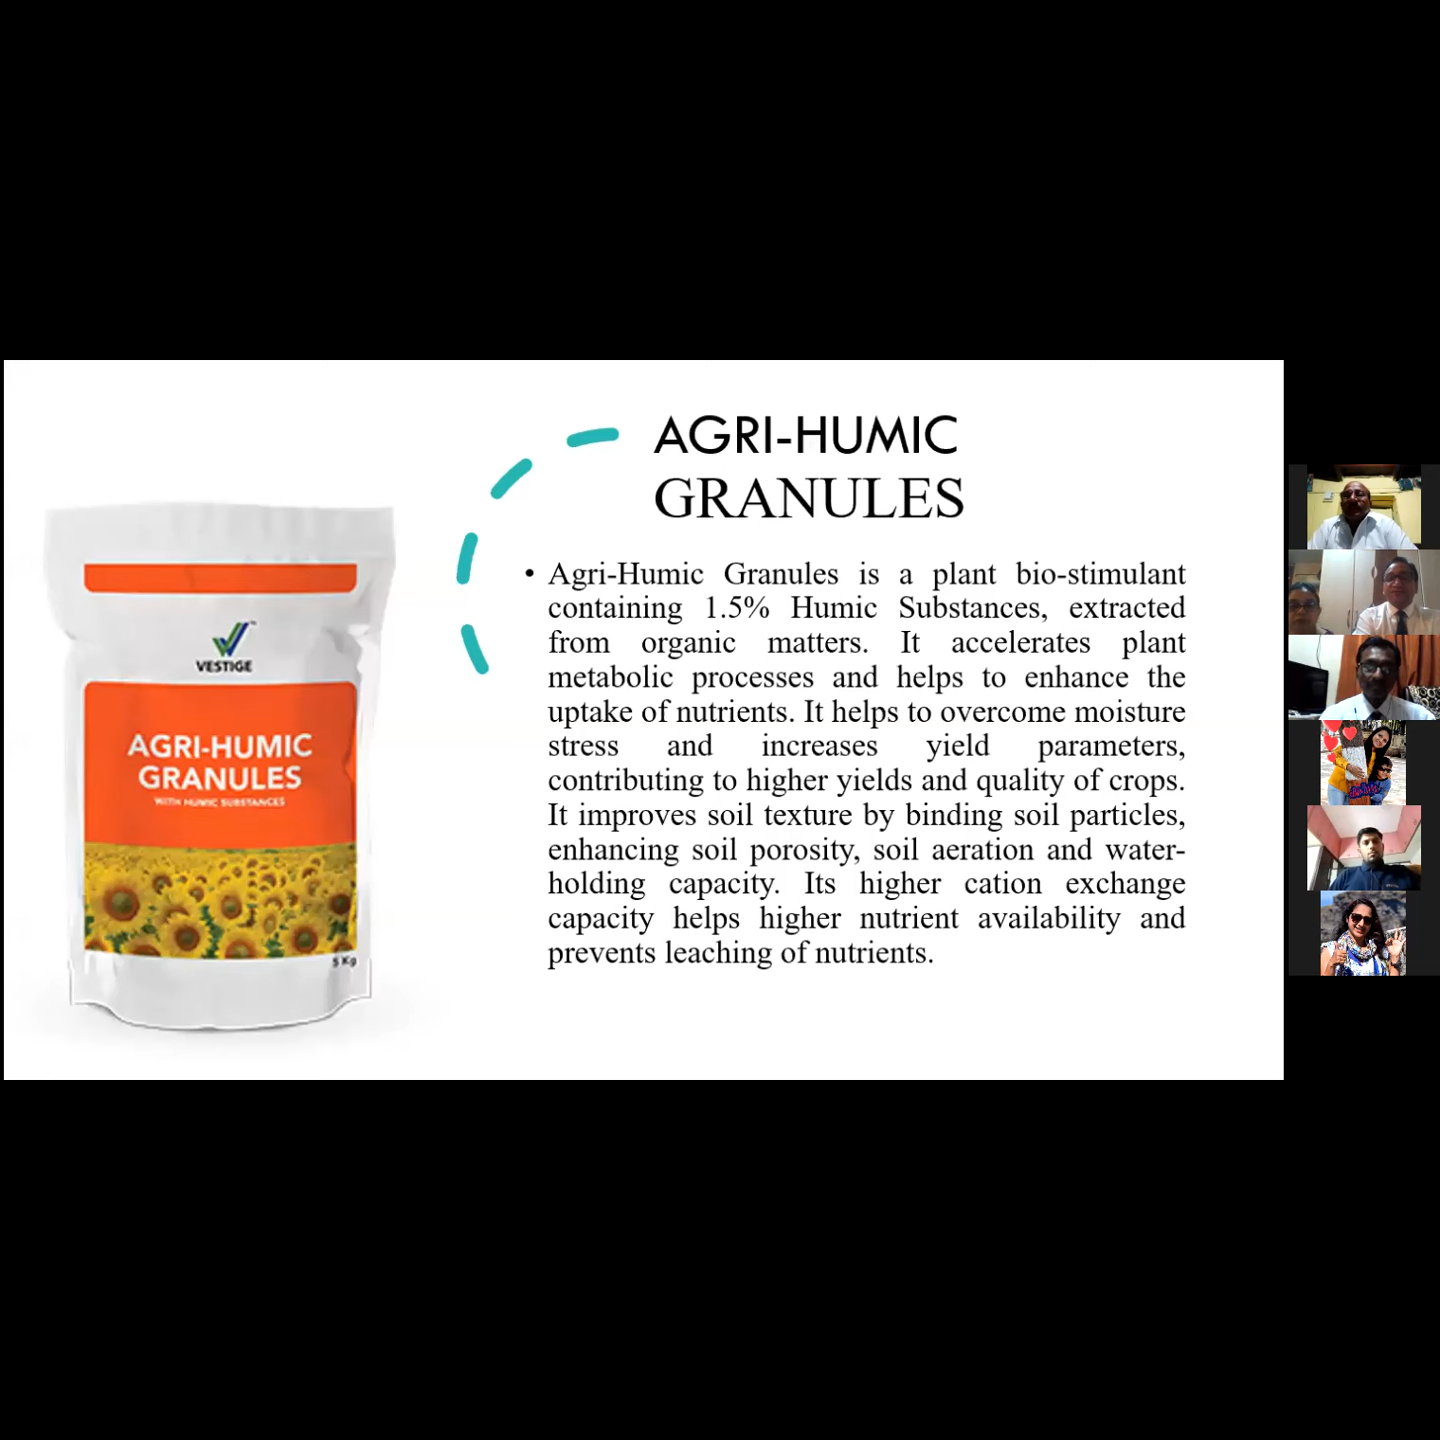 AGRI-HUMIC
GRANULES
• Agri-Humic Granules is a plant bio-stimulant
containing 1.5% Humic Substances, extracted
from organic matters. It accelerates plant
metabolic processes and helps to enhance the
uptake of nutrients. It helps to overcome moisture
stress and increases yield parameters,
contributing to higher yields and quality of crops.
It improves soil texture by binding soil particles,
enhancing soil porosity, soil aeration and water-
holding capacity. Its higher cation exchange
capacity helps higher nutrient availability and
prevents leaching of nutrients.
VESTIGE
AGRI-HUMIC
GRANULES
WITH HUMIC SUBSTANCES
5 Kg